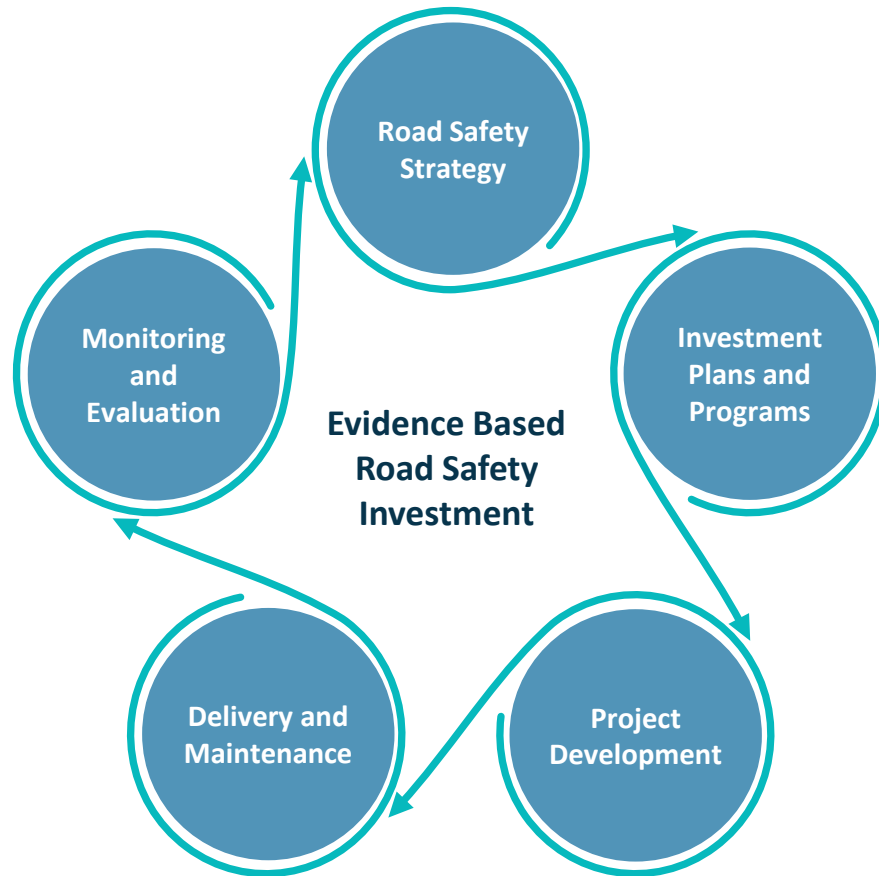 Road Safety
Strategy
Investment
Plans and
Programs
Project
Development
Delivery and
Maintenance
Monitoring
and
Evaluation
Evidence Based
Road Safety
Investment